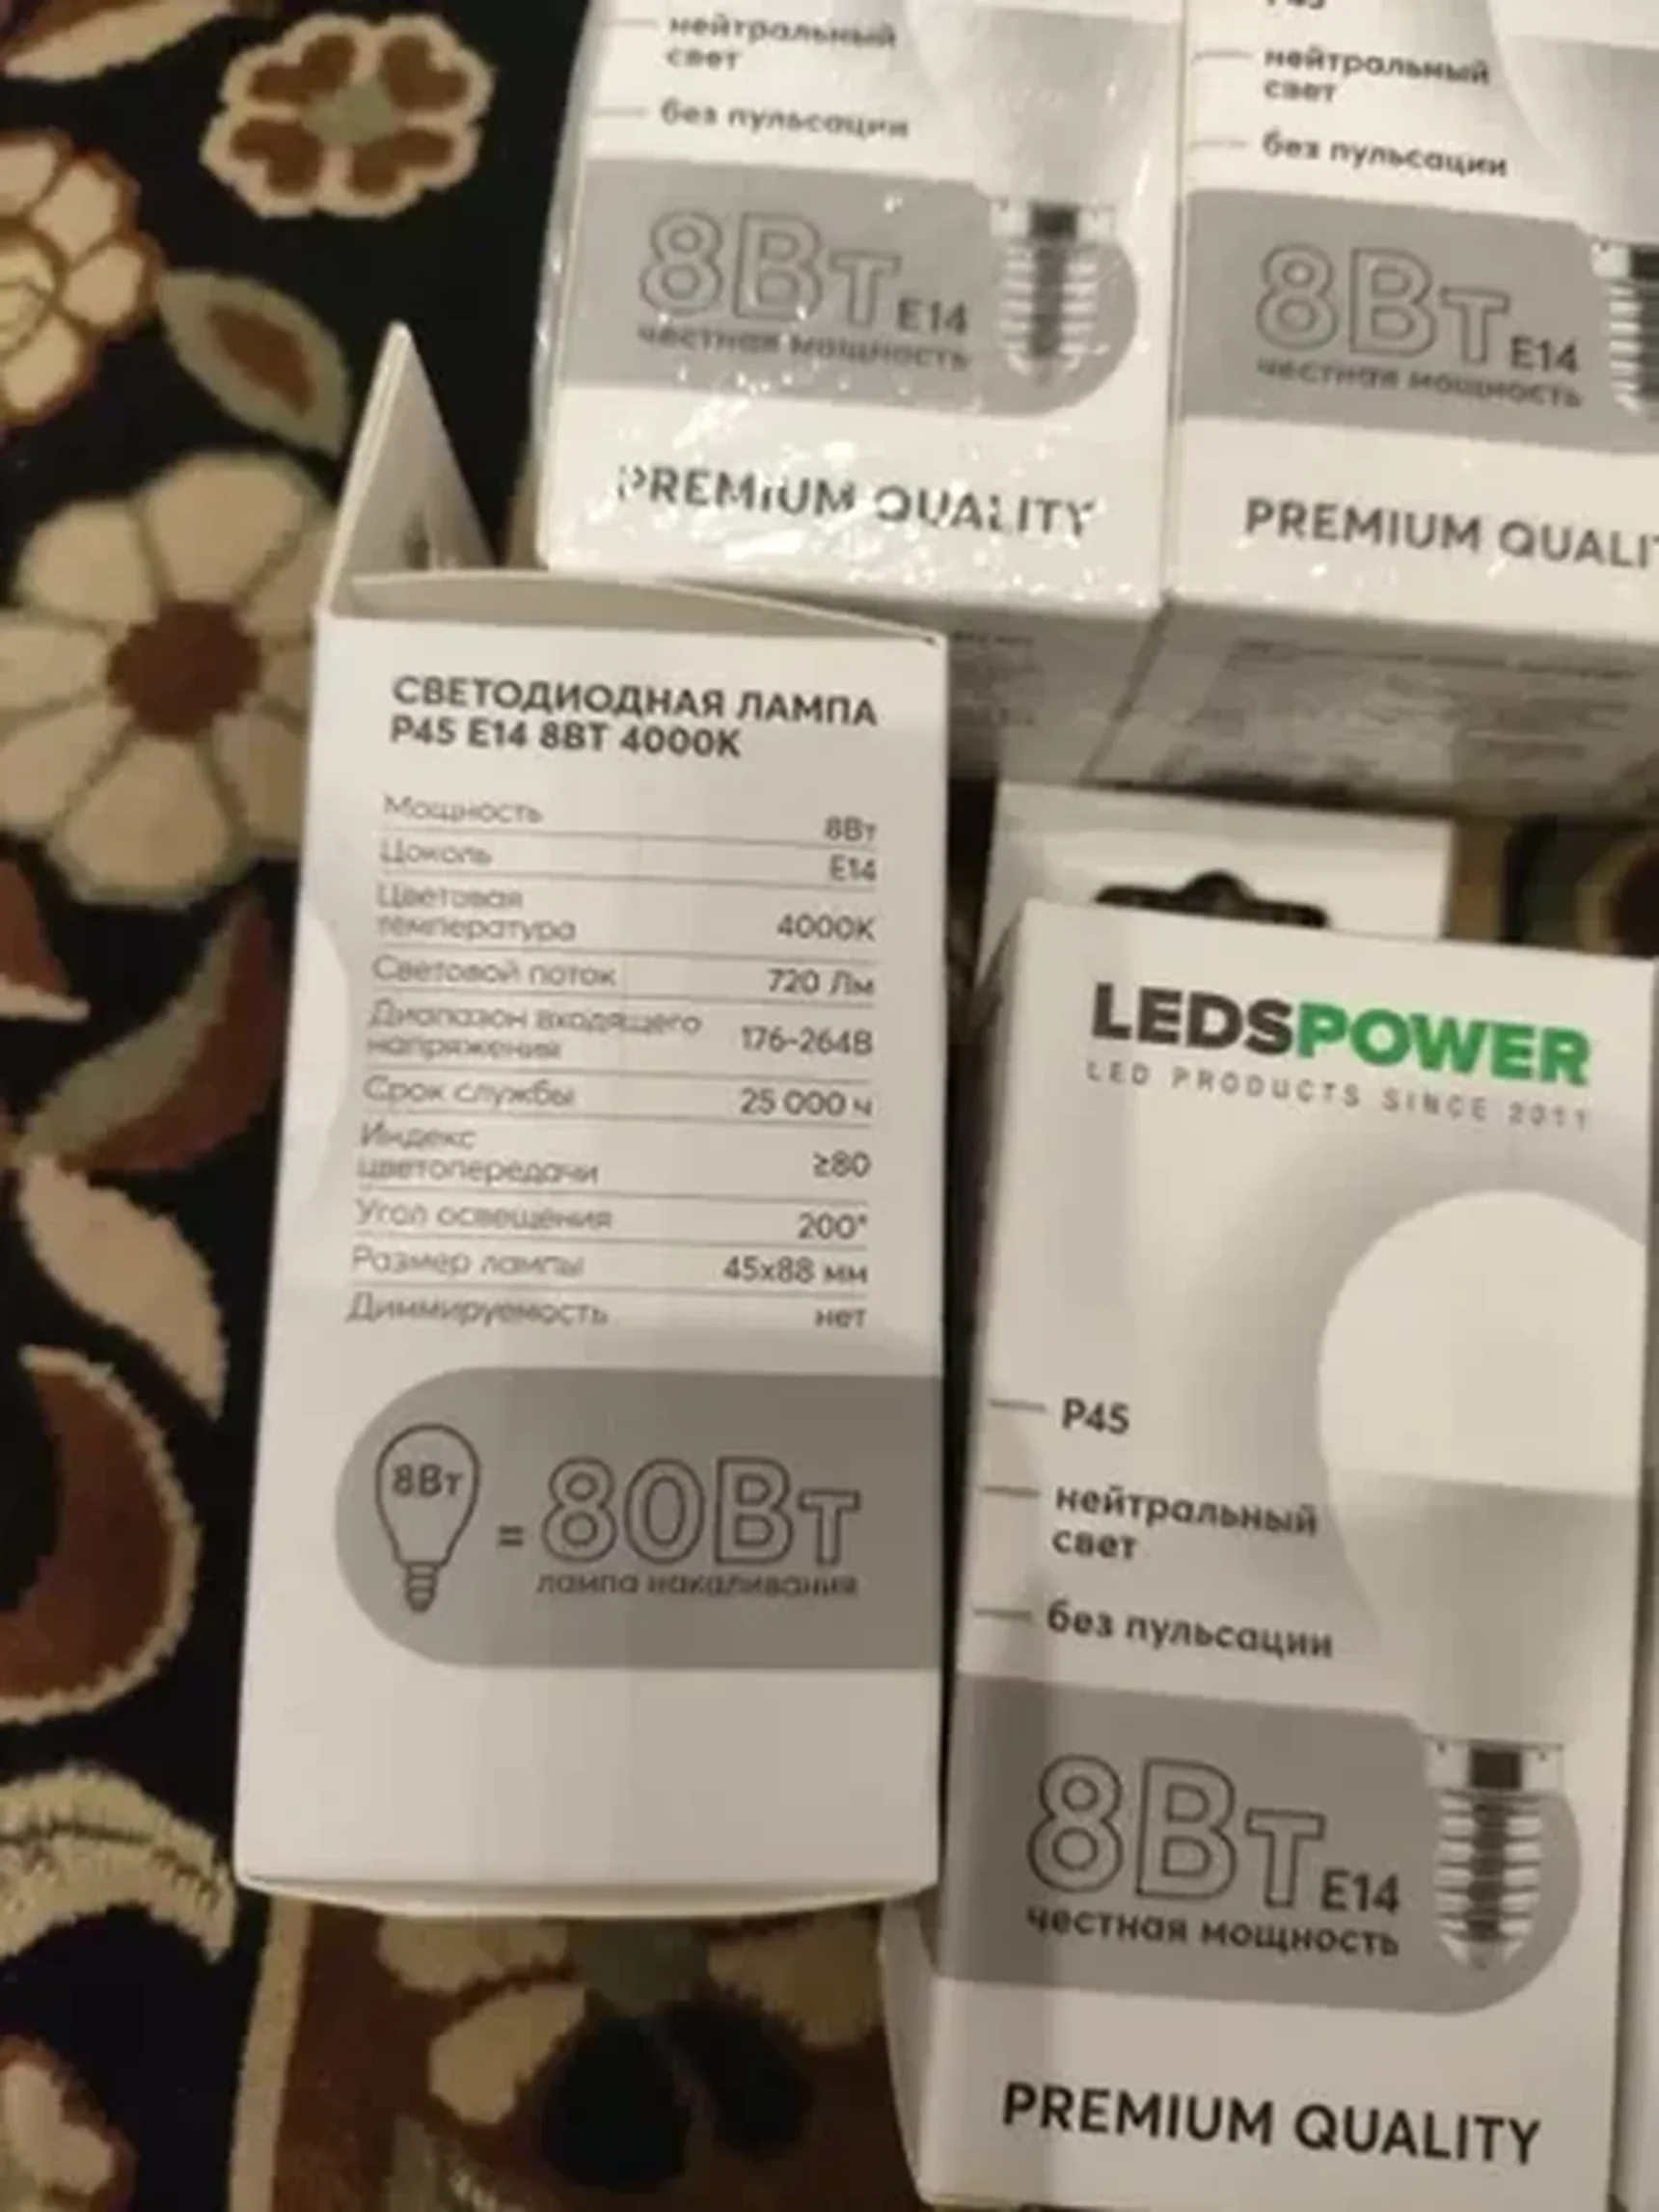 нейтральный
свет
без пульсации
8Вт E14
честная мощность
PREMIUM QUALITY
нейтральный
свет
без пульсации
8Вт E14
честная мощность
PREMIUM QUALIT
СВЕТОДИОДНАЯ ЛАМПА
P45 E14 8ВТ 4000K
Мощность 8Вт
Цоколь E14
Цветовая
температура 4000K
Световой поток 720 Лм
Диапазон входящего
напряжения 176-264В
Срок службы 25 000 ч
Индекс
цветопередачи ≥80
Угол освещения 200°
Размер лампы 45x88 мм
Диммируемость нет
8Вт = 80Вт
лампа накаливания
LEDSPOWER
LED PRODUCTS SINCE 2011
P45
нейтральный
свет
без пульсации
8Вт E14
честная мощность
PREMIUM QUALITY